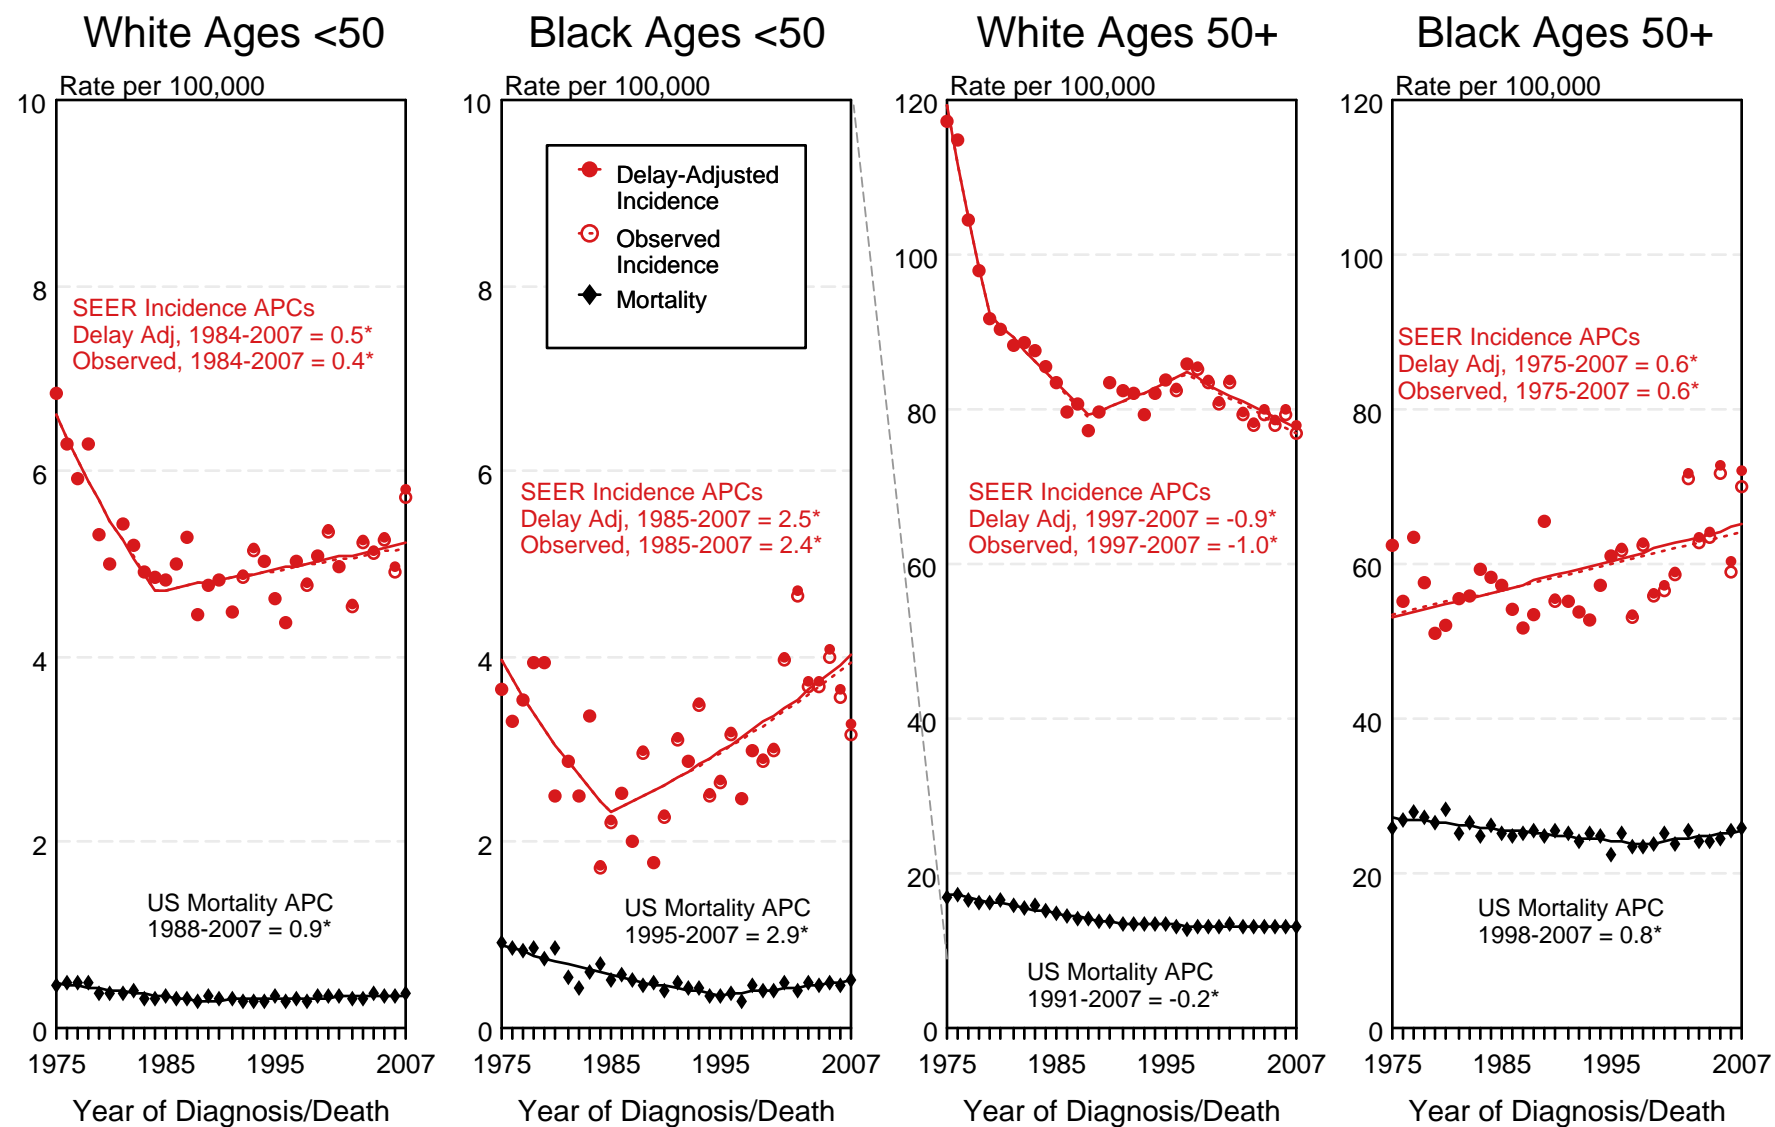 White Ages <50
Rate per 100,000
10
8
6
4
2
0
SEER Incidence APCs
Delay Adj, 1984-2007 = 0.5*
Observed, 1984-2007 = 0.4*
US Mortality APC
1988-2007 = 0.9*
1975
1985
1995
2007
Year of Diagnosis/Death
Black Ages <50
Rate per 100,000
10
8
6
4
2
0
Delay-Adjusted
Incidence
Observed
Incidence
Mortality
SEER Incidence APCs
Delay Adj, 1985-2007 = 2.5*
Observed, 1985-2007 = 2.4*
US Mortality APC
1995-2007 = 2.9*
1975
1985
1995
2007
Year of Diagnosis/Death
White Ages 50+
Rate per 100,000
120
100
80
60
40
20
0
SEER Incidence APCs
Delay Adj, 1997-2007 = -0.9*
Observed, 1997-2007 = -1.0*
US Mortality APC
1991-2007 = -0.2*
1975
1985
1995
2007
Year of Diagnosis/Death
Black Ages 50+
Rate per 100,000
120
100
80
60
40
20
0
SEER Incidence APCs
Delay Adj, 1975-2007 = 0.6*
Observed, 1975-2007 = 0.6*
US Mortality APC
1998-2007 = 0.8*
1975
1985
1995
2007
Year of Diagnosis/Death